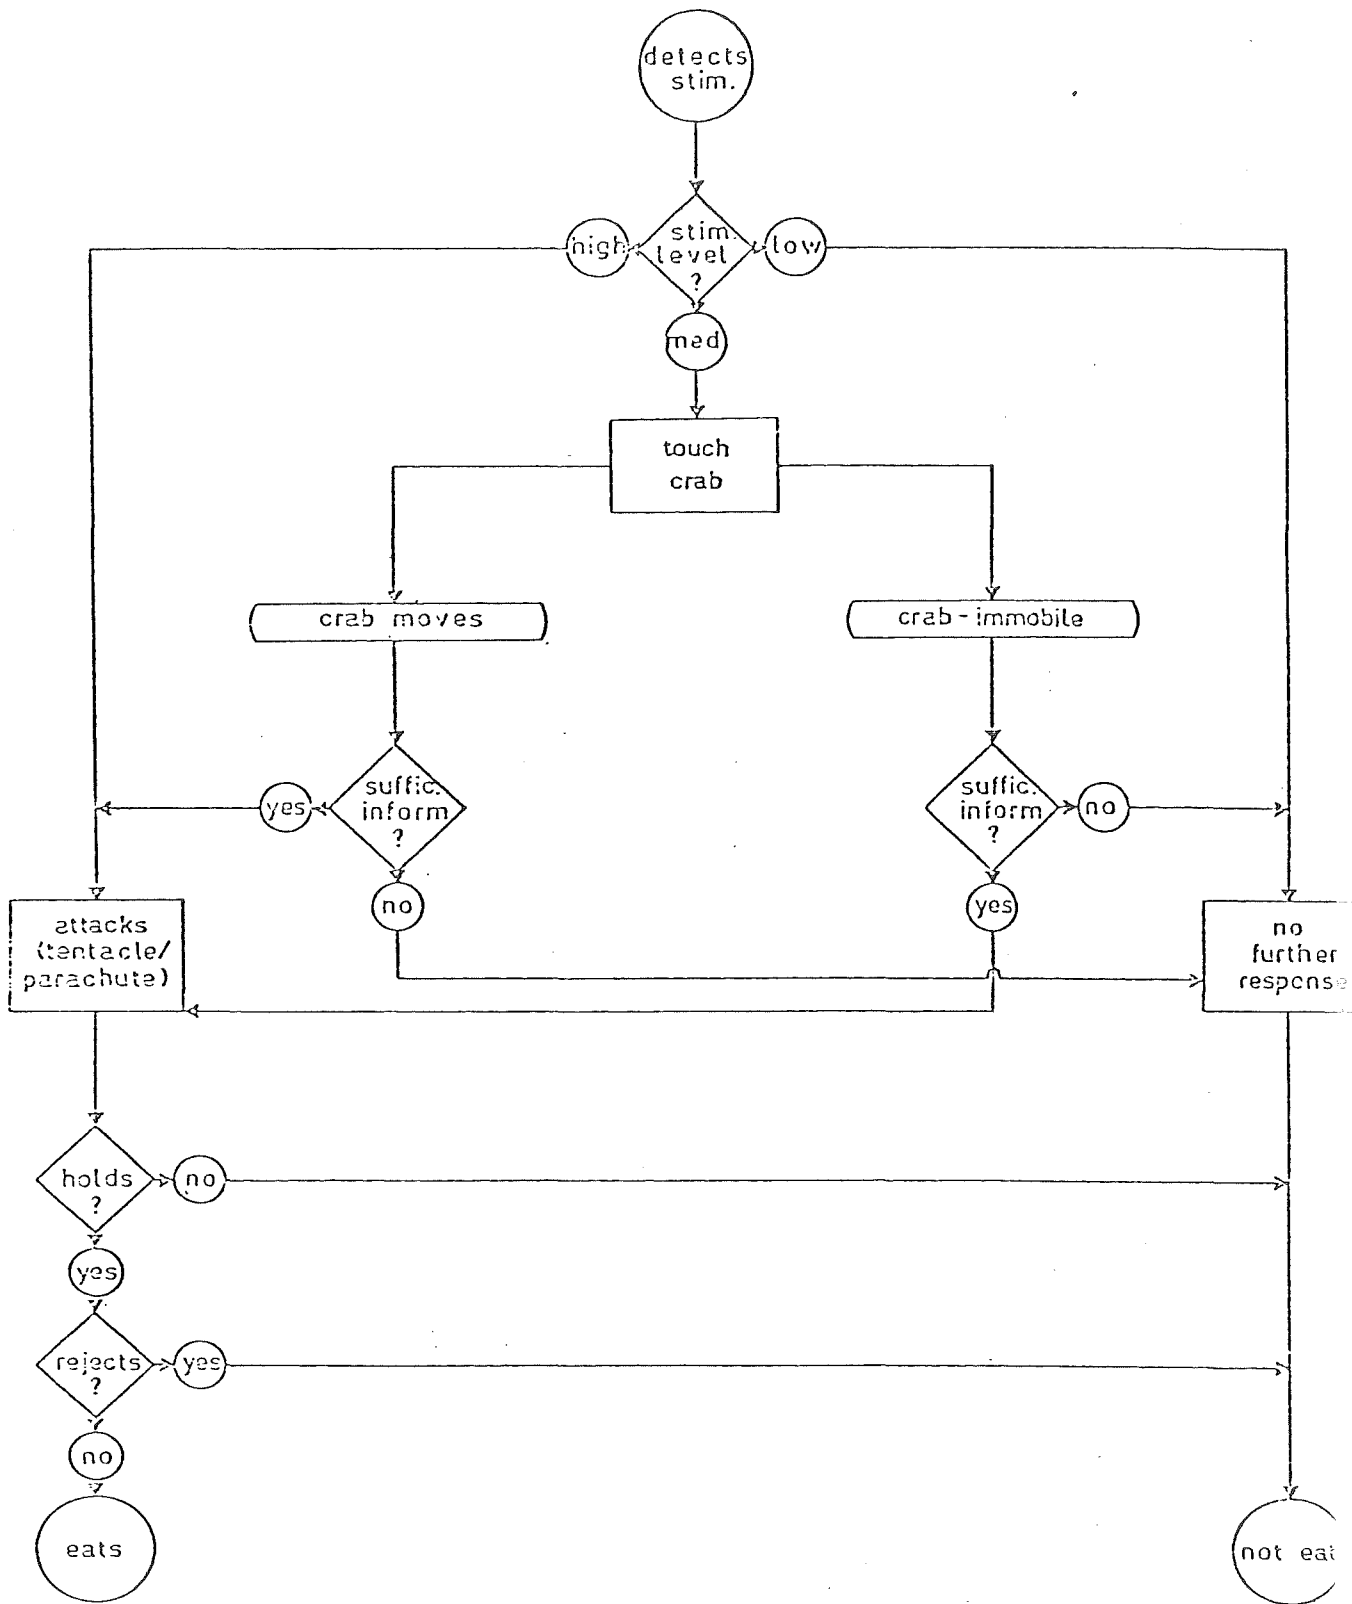 detects
stim.
high
stim.
level
?
low
med
touch
crab
crab moves
crab - immobile
yes
suffic.
inform
?
suffic.
inform
?
no
no
yes
attacks
(tentacle/
parachute)
no
further
response
holds
?
no
yes
rejects
?
yes
no
eats
not eat